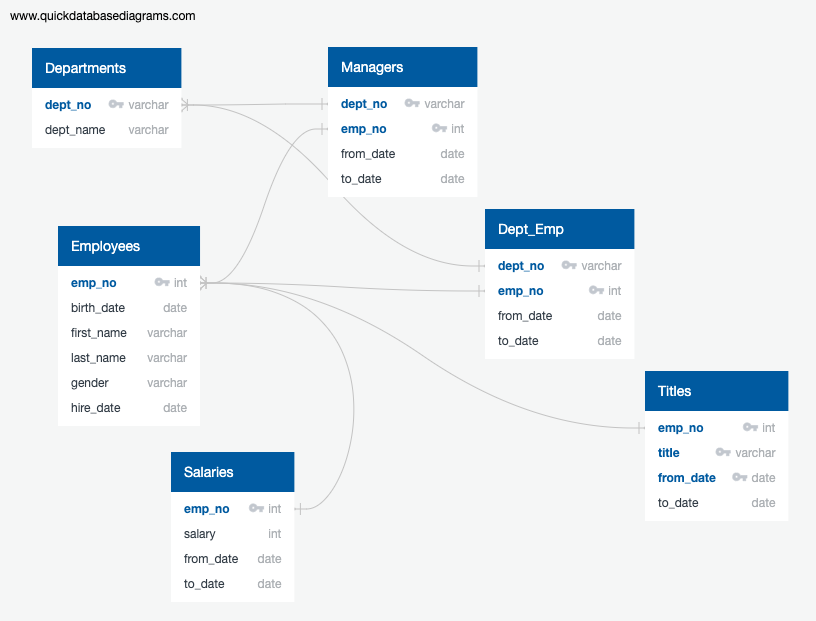 www.quickdatabasediagrams.com
Departments
dept_no varchar
dept_name varchar
Managers
dept_no varchar
emp_no int
from_date date
to_date date
Dept_Emp
dept_no varchar
emp_no int
from_date date
to_date date
Employees
emp_no int
birth_date date
first_name varchar
last_name varchar
gender varchar
hire_date date
Titles
emp_no int
title varchar
from_date date
to_date date
Salaries
emp_no int
salary int
from_date date
to_date date